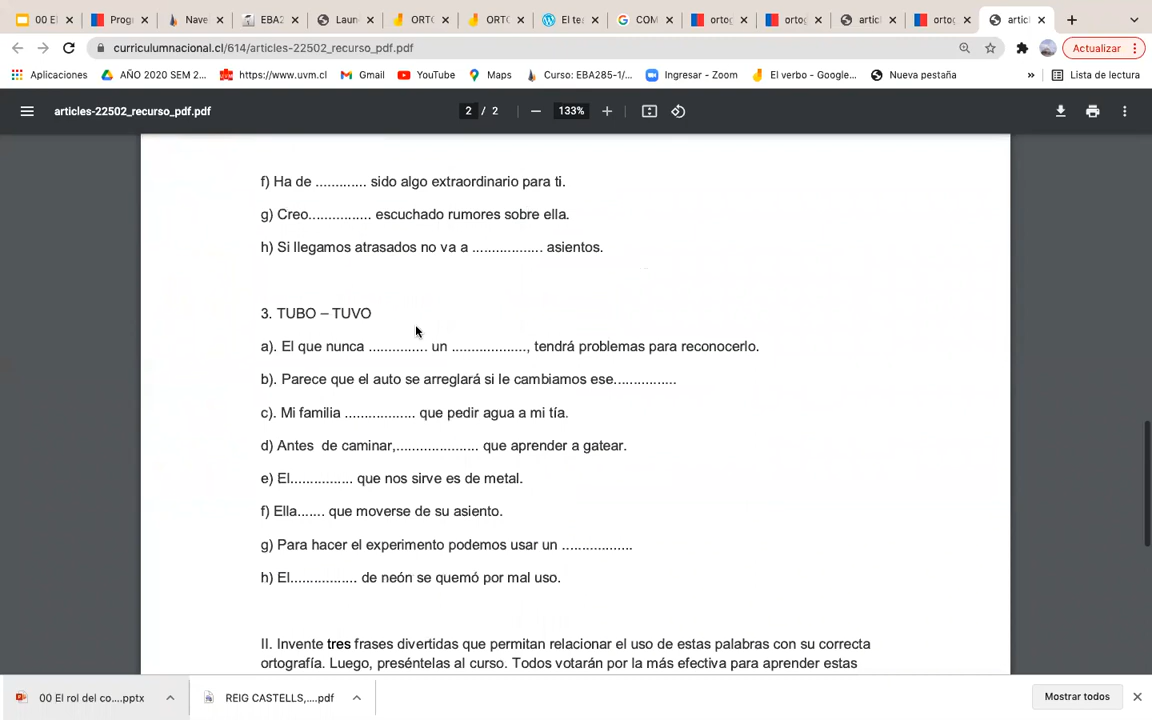 00 El
Progr
Nave
EBA2
Laun
ORTO
ORTO
El tex
COM
ortog
ortog
articl
ortog
articl
curriculumnacional.cl/614/articles-22502_recurso_pdf.pdf
Actualizar
Aplicaciones
AÑO 2020 SEM 2...
https://www.uvm.cl
Gmail
YouTube
Maps
Curso: EBA285-1/...
Ingresar - Zoom
El verbo - Google...
Nueva pestaña
»
Lista de lectura
articles-22502_recurso_pdf.pdf
2 / 2
133%
f) Ha de ............. sido algo extraordinario para ti.
g) Creo................ escuchado rumores sobre ella.
h) Si llegamos atrasados no va a .................. asientos.
3. TUBO – TUVO
a). El que nunca ............... un ..................., tendrá problemas para reconocerlo.
b). Parece que el auto se arreglará si le cambiamos ese................
c). Mi familia .................. que pedir agua a mi tía.
d) Antes de caminar,..................... que aprender a gatear.
e) El................ que nos sirve es de metal.
f) Ella....... que moverse de su asiento.
g) Para hacer el experimento podemos usar un ..................
h) El................. de neón se quemó por mal uso.
II. Invente tres frases divertidas que permitan relacionar el uso de estas palabras con su correcta
ortografía. Luego, preséntelas al curso. Todos votarán por la más efectiva para aprender estas
00 El rol del co....pptx
REIG CASTELLS,....pdf
Mostrar todos